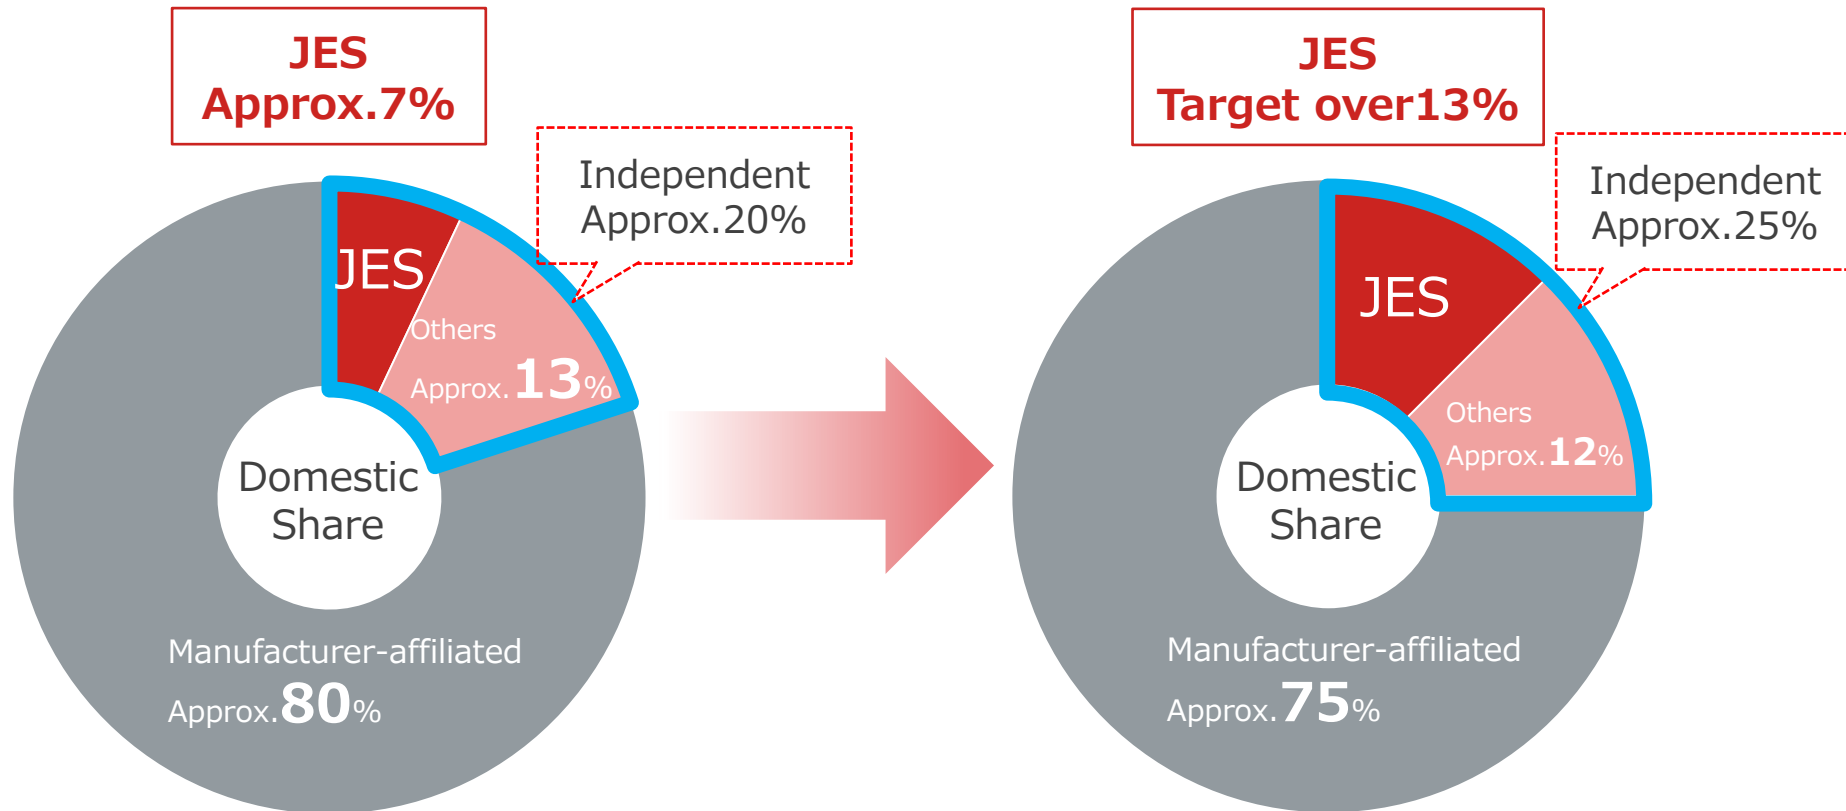 JES
Approx.7%
Independent
Approx.20%
JES
Others
Approx.13%
Domestic
Share
Manufacturer-affiliated
Approx.80%
JES
Target over13%
Independent
Approx.25%
JES
Others
Approx.12%
Domestic
Share
Manufacturer-affiliated
Approx.75%